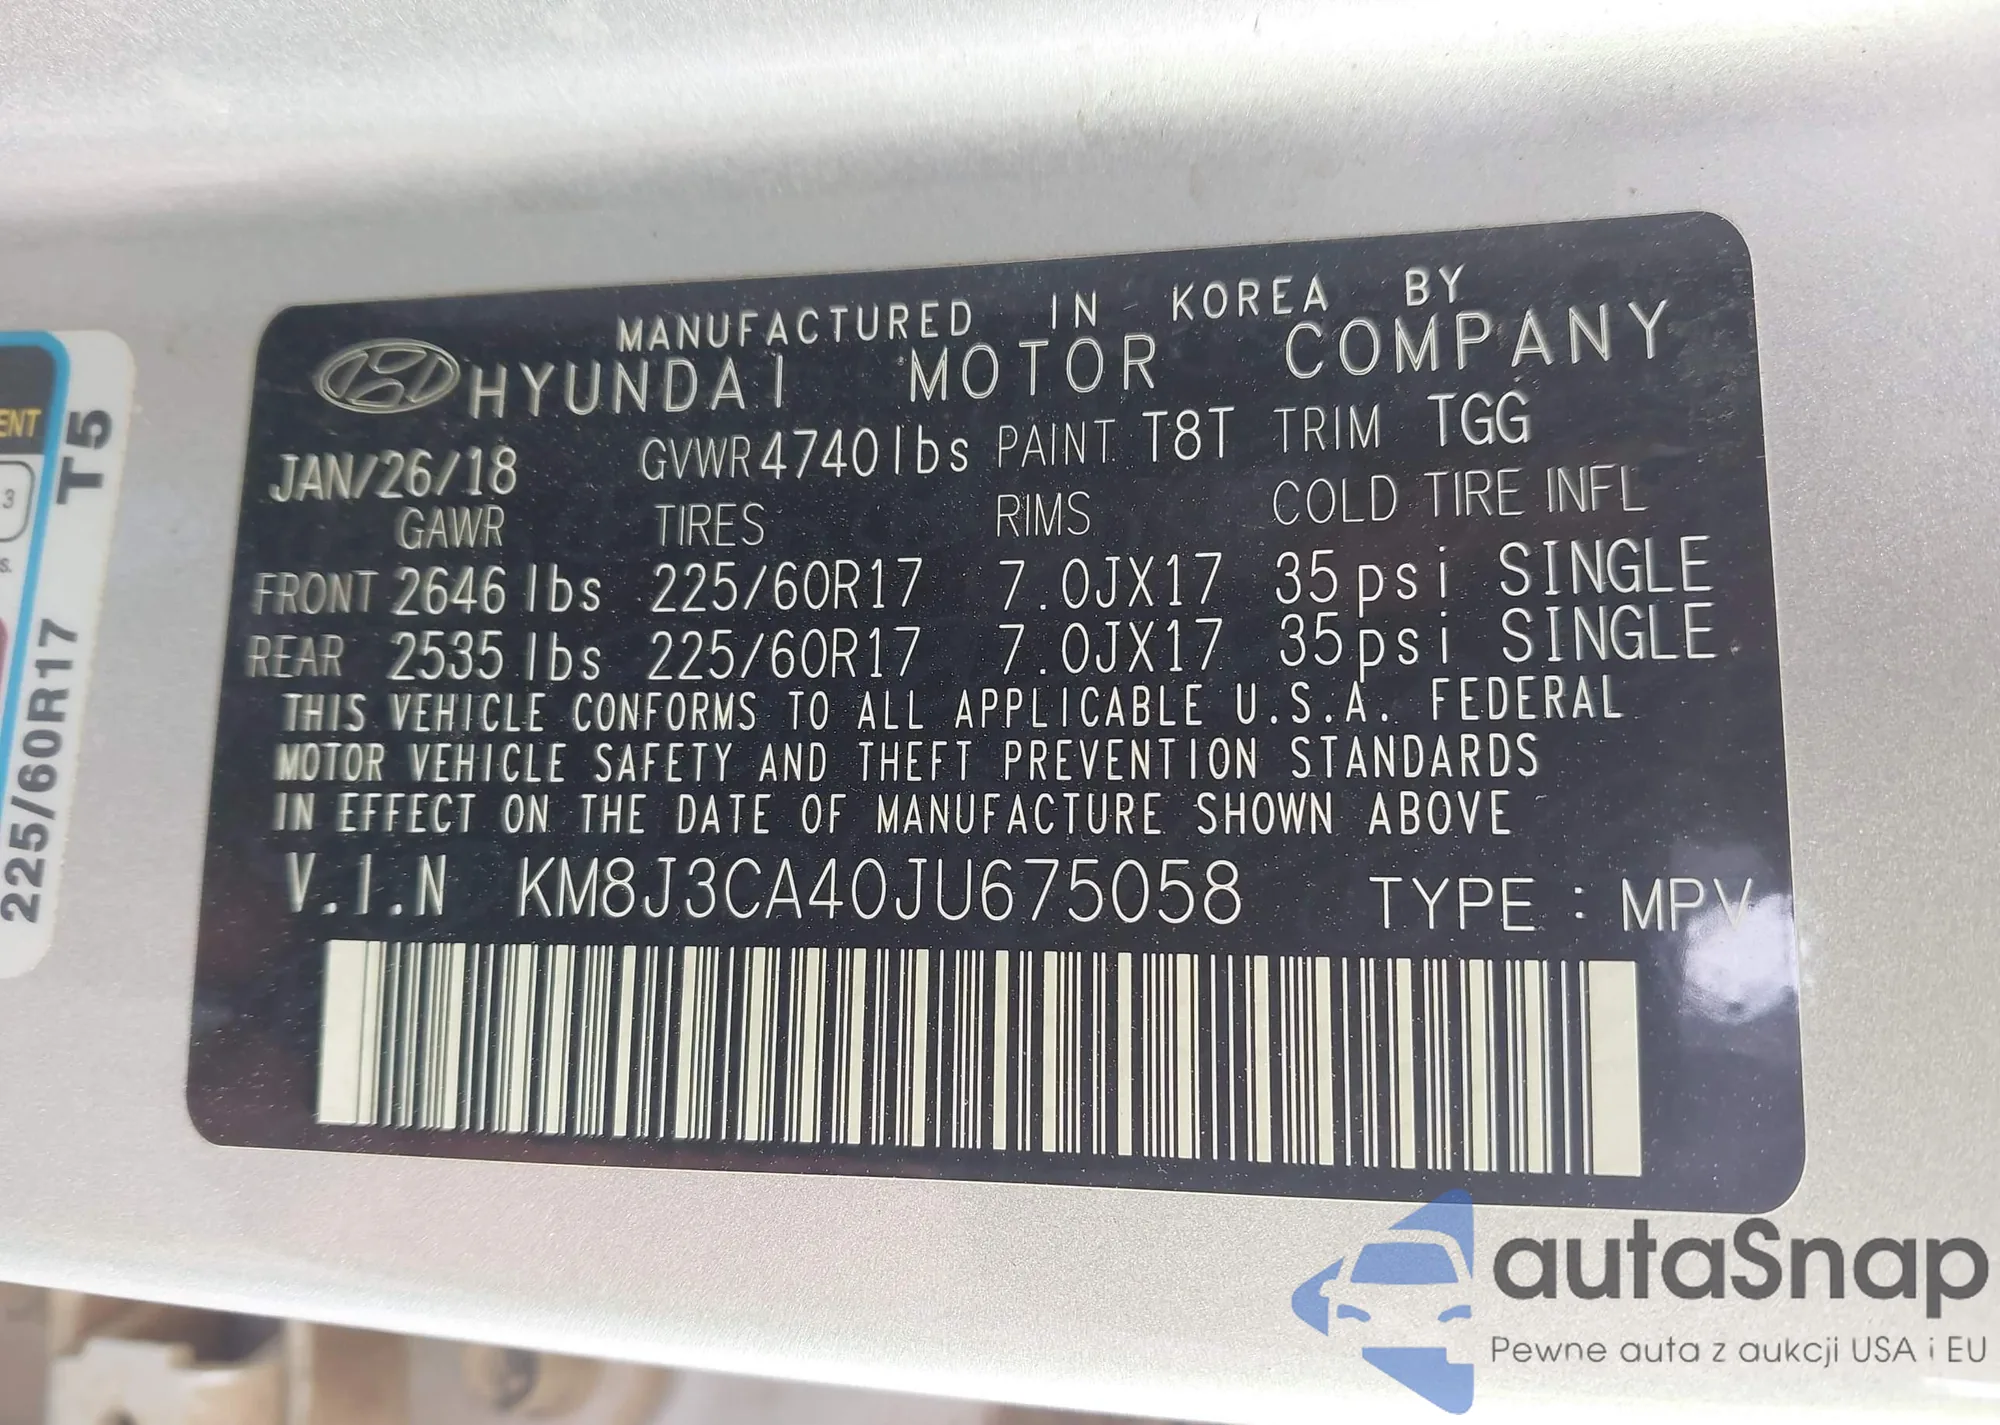 MANUFACTURED IN KOREA BY
HYUNDAI MOTOR COMPANY
JAN/26/18 GVWR 4740lbs PAINT T8T TRIM TGG
GAWR TIRES RIMS COLD TIRE INFL
FRONT 2646 lbs 225/60R17 7.0JX17 35psi SINGLE
REAR 2535 lbs 225/60R17 7.0JX17 35psi SINGLE
THIS VEHICLE CONFORMS TO ALL APPLICABLE U.S.A. FEDERAL
MOTOR VEHICLE SAFETY AND THEFT PREVENTION STANDARDS
IN EFFECT ON THE DATE OF MANUFACTURE SHOWN ABOVE
V.I.N KM8J3CA40JU675058 TYPE : MPV
225/60R17 T5
3
autaSnap
Pewne auta z aukcji USA i EU